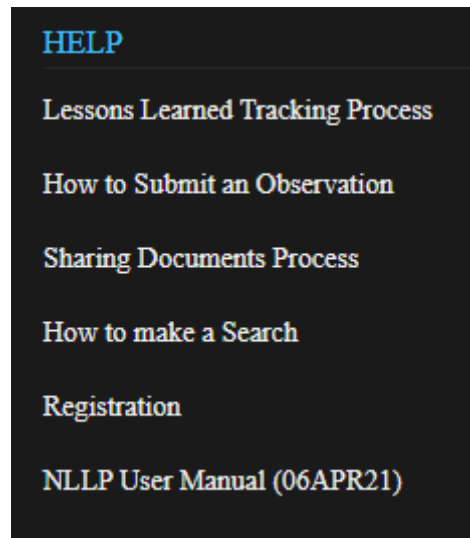 HELP
Lessons Learned Tracking Process
How to Submit an Observation
Sharing Documents Process
How to make a Search
Registration
NLLP User Manual (06APR21)